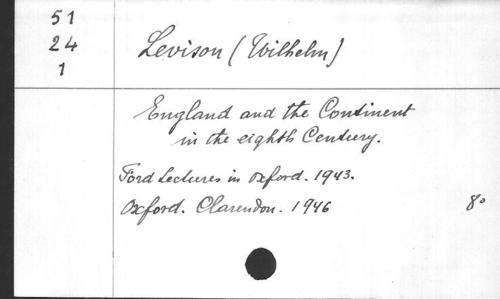 51
24
1
Levison (Wilhelm)
England and the Continent
in the eighth Century.
Ford Lectures in Oxford. 1943.
Oxford. Clarendon. 1946 8º